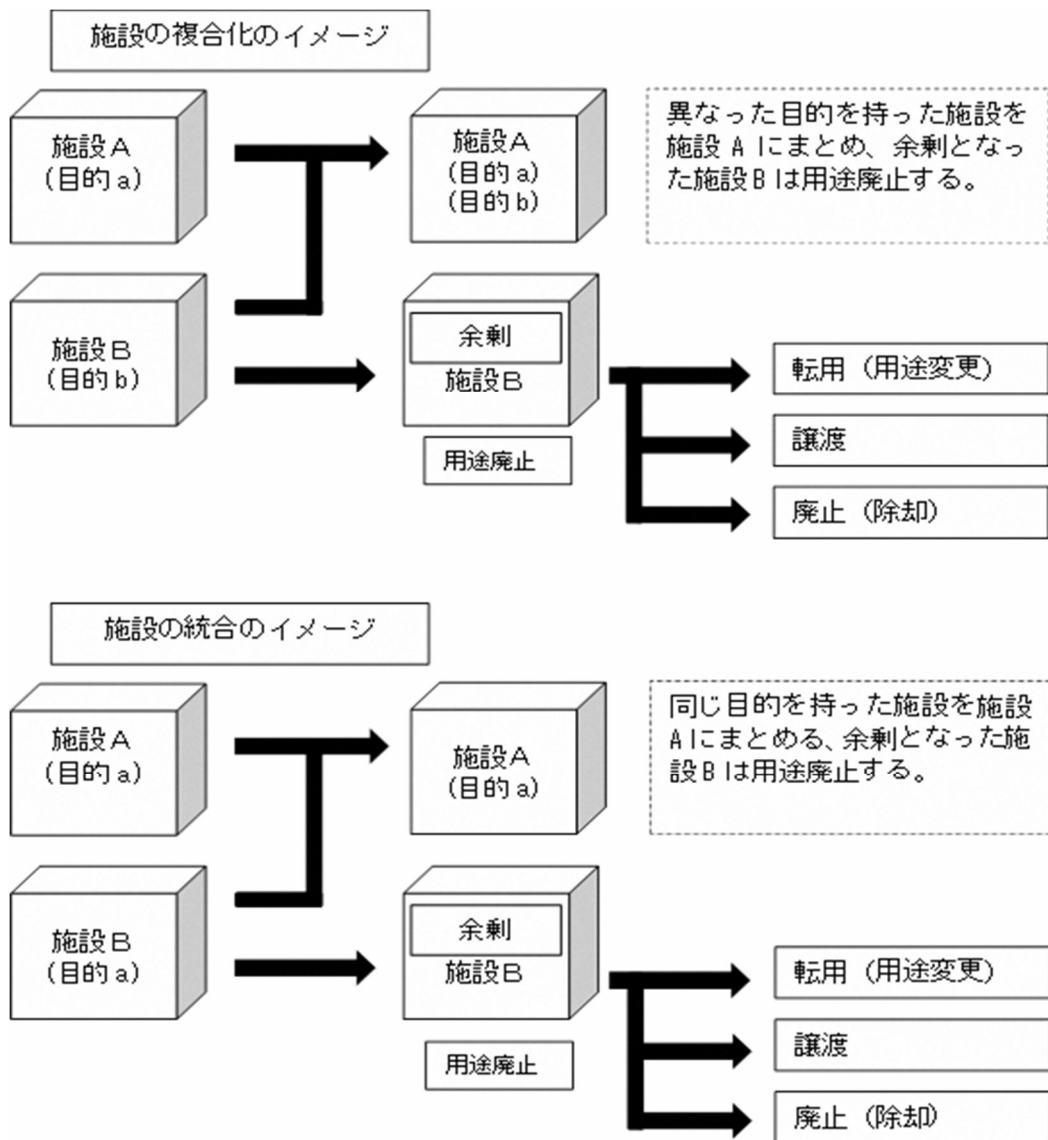 施設の複合化のイメージ
施設A
(目的a)
施設A
(目的a)
(目的b)
異なった目的を持った施設を
施設Aにまとめ、余剰となっ
た施設Bは用途廃止する。
施設B
(目的b)
余剰
施設B
用途廃止
転用(用途変更)
譲渡
廃止(除却)
施設の統合のイメージ
施設A
(目的a)
施設A
(目的a)
同じ目的を持った施設を施設
Aにまとめる、余剰となった施
設Bは用途廃止する。
施設B
(目的a)
余剰
施設B
用途廃止
転用(用途変更)
譲渡
廃止(除却)